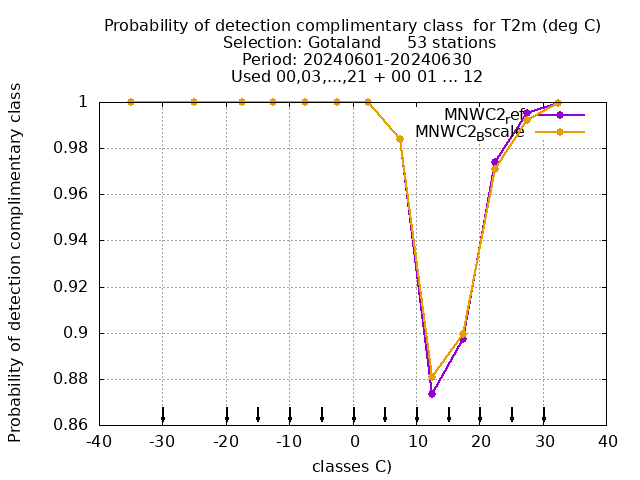 Probability of detection complimentary class  for T2m (deg C)
Selection: Gotaland     53 stations
Period: 20240601-20240630
Used 00,03,...,21 + 00 01 ... 12
Probability of detection complimentary class
1
0.98
0.96
0.94
0.92
0.9
0.88
0.86
MNWC2ref
MNWC2Bscale
-40 -30 -20 -10 0 10 20 30 40
classes C)